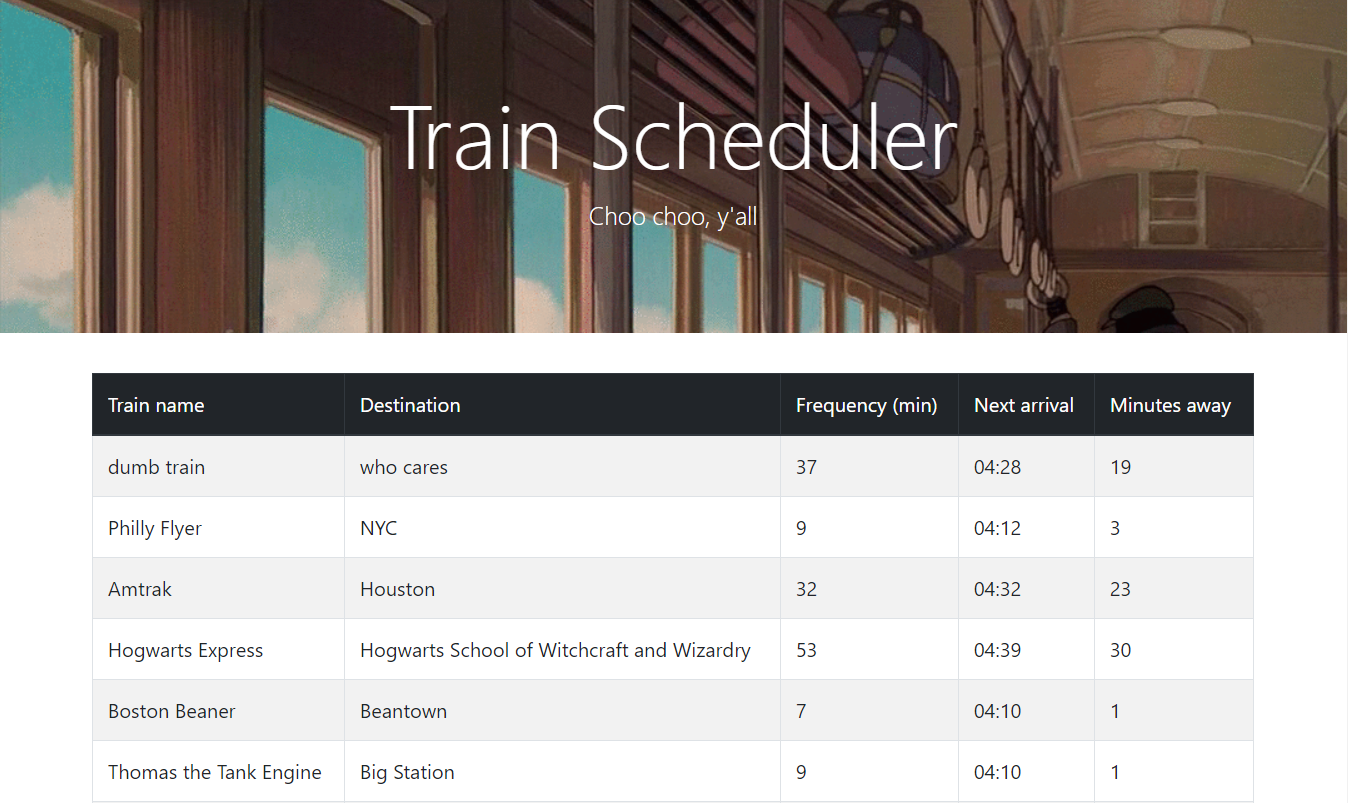 Train Scheduler
Choo choo, y'all
Train name Destination Frequency (min) Next arrival Minutes away
dumb train who cares 37 04:28 19
Philly Flyer NYC 9 04:12 3
Amtrak Houston 32 04:32 23
Hogwarts Express Hogwarts School of Witchcraft and Wizardry 53 04:39 30
Boston Beaner Beantown 7 04:10 1
Thomas the Tank Engine Big Station 9 04:10 1